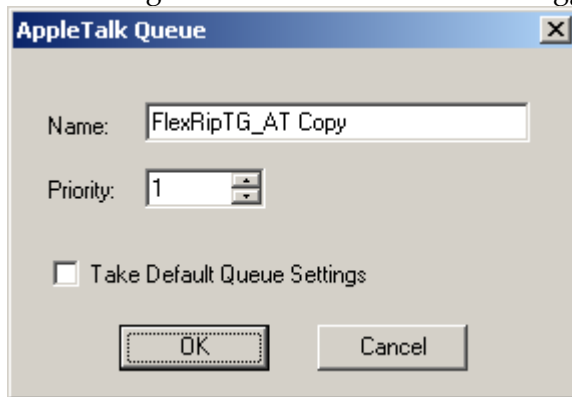 AppleTalk Queue
Name: FlexRipTG_AT Copy
Priority: 1
Take Default Queue Settings
OK Cancel